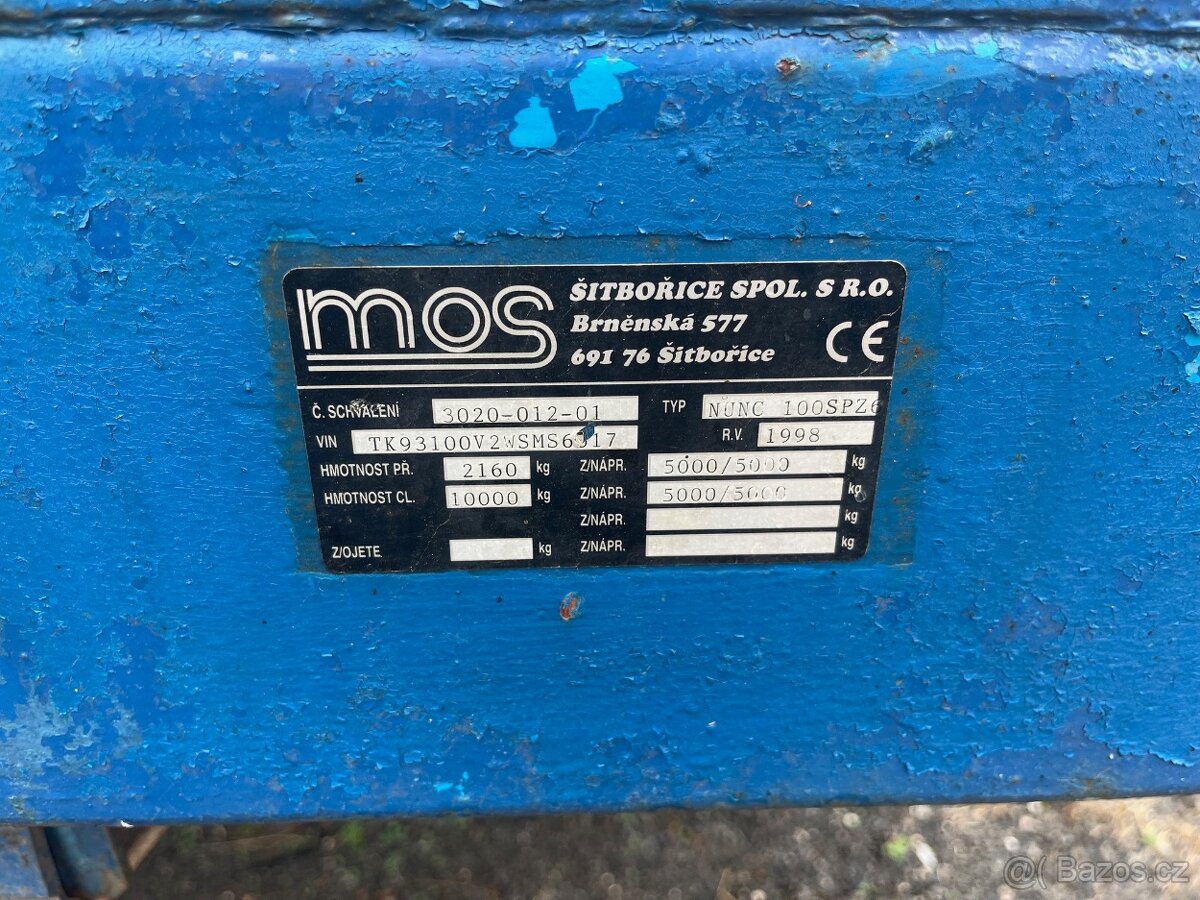 mos
ŠITBOŘICE SPOL. S R.O.
Brněnská 577
691 76 Šitbořice
CE
Č. SCHVÁLENÍ 3020-012-01 TYP NUNC 100SPZ6
VIN R.V. 1998
HMOTNOST PŘ. 2160 kg Z/NÁPR. 5000/5000 kg
HMOTNOST CL. 10000 kg Z/NÁPR. 5000/5000 kg
Z/NÁPR. kg
Z/OJETE kg Z/NÁPR. kg
@( Bazos.cz